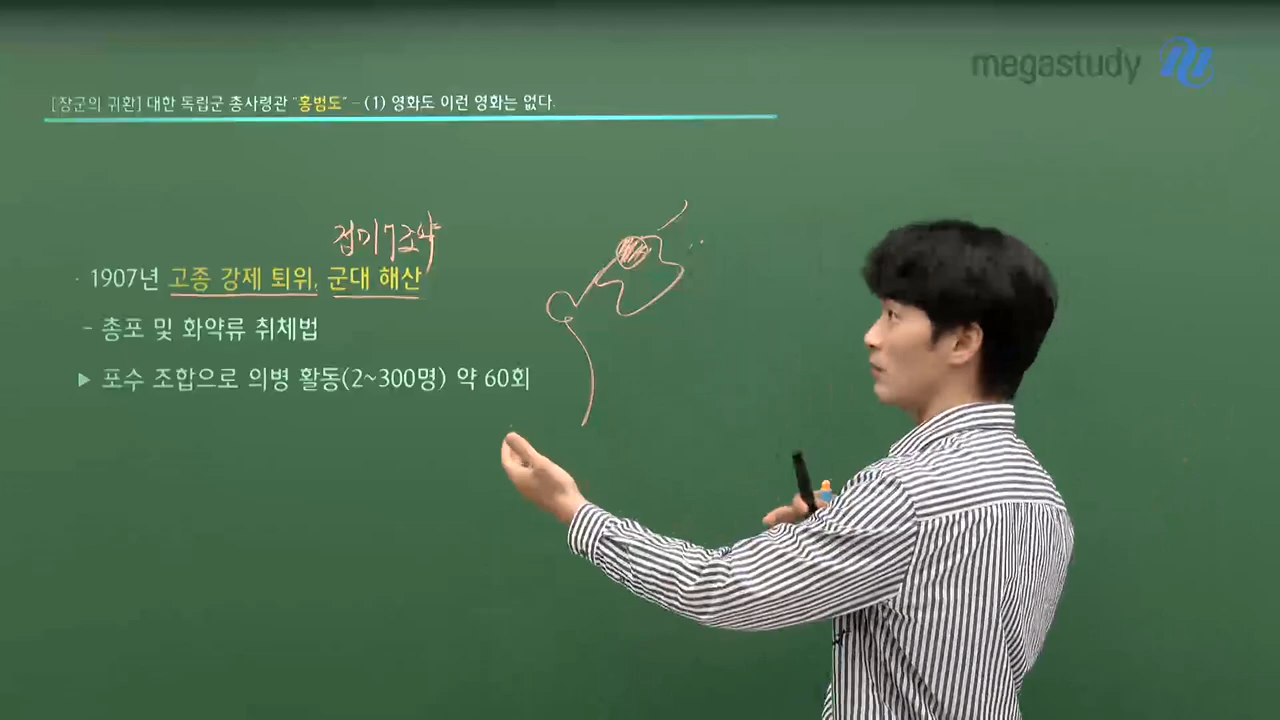 megastudy
[장군의 귀환] 대한 독립군 총사령관 "홍범도" - (1) 영화도 이런 영화는 없다.
정미7조약
· 1907년 고종 강제 퇴위, 군대 해산
- 총포 및 화약류 취체법
▶ 포수 조합으로 의병 활동(2~300명) 약 60회